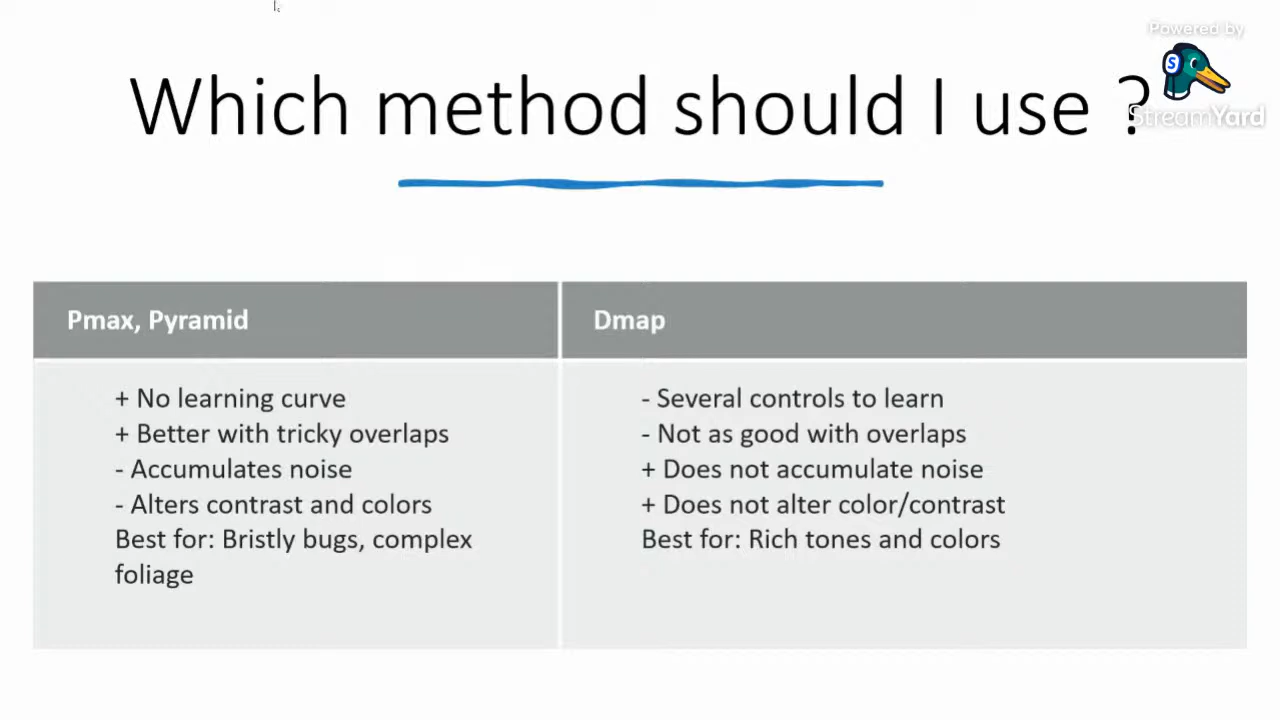 Powered by
S
StreamYard
Which method should I use ?
Pmax, Pyramid
+ No learning curve
+ Better with tricky overlaps
- Accumulates noise
- Alters contrast and colors
Best for: Bristly bugs, complex
foliage
Dmap
- Several controls to learn
- Not as good with overlaps
+ Does not accumulate noise
+ Does not alter color/contrast
Best for: Rich tones and colors